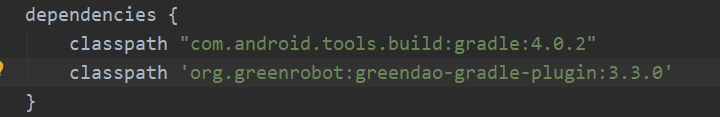 dependencies {
classpath "com.android.tools.build:gradle:4.0.2"
classpath 'org.greenrobot:greendao-gradle-plugin:3.3.0'
}